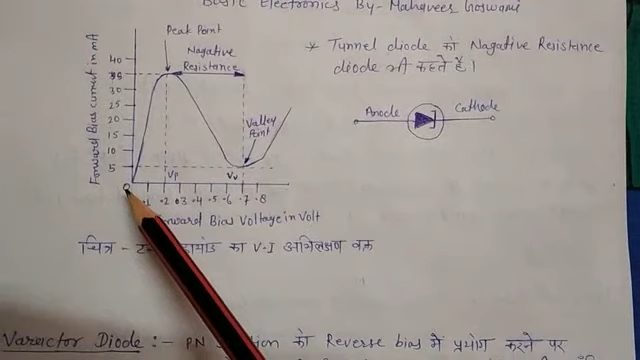 Basic Electronics By- Mahaveer Goswami
Peak Point
Nagative
Resistance
Forward Bias current in mA
40
35
30
25
20
15
10
5
0
Valley
Point
Vp
Vv
.1 .2 .3 .4 .5 .6 .7 .8
Forward Bias Voltage in Volt
* Tunnel diode को Nagative Resistance
diode भी कहते हैं।
Anode
Cathode
चित्र - डायोड का V-I अभिलक्षण वक्र
Varactor Diode :- PN को Reverse bias में प्रयोग करने पर